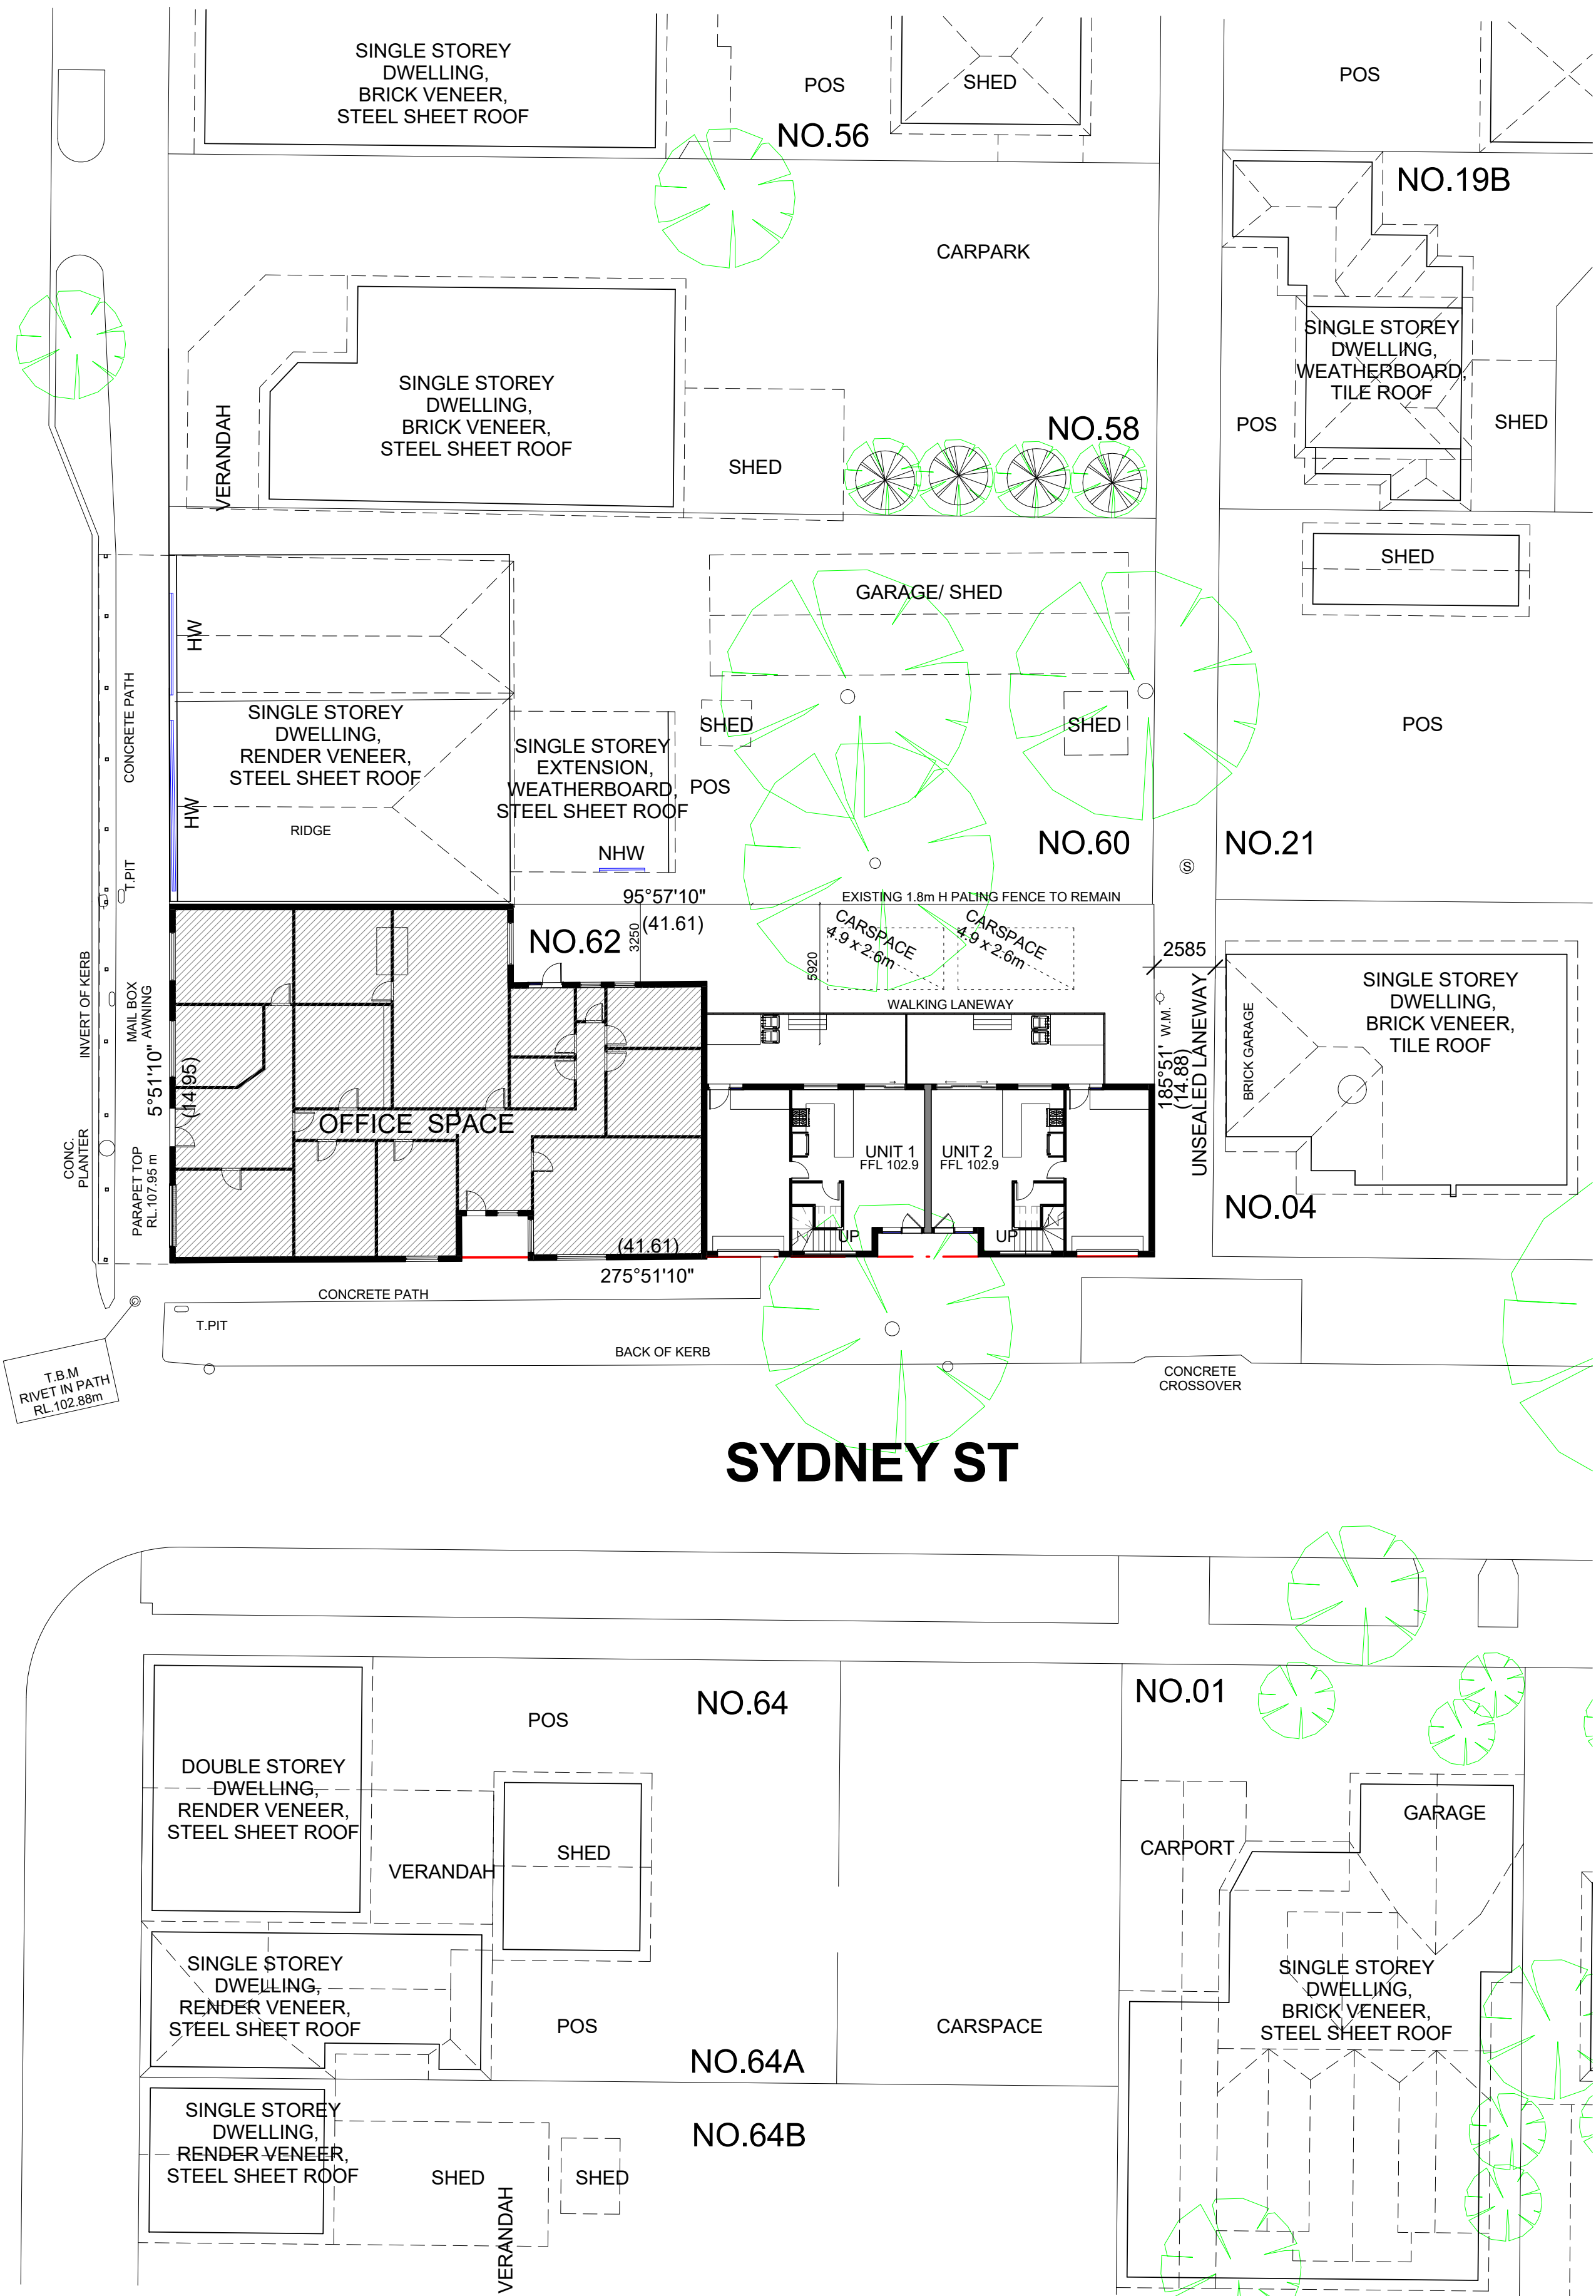 SINGLE STOREY
DWELLING,
BRICK VENEER,
STEEL SHEET ROOF
POS
SHED
NO.56
POS
NO.19B
CARPARK
SINGLE STOREY
DWELLING,
WEATHERBOARD,
TILE ROOF
POS
SHED
VERANDAH
SINGLE STOREY
DWELLING,
BRICK VENEER,
STEEL SHEET ROOF
SHED
NO.58
SHED
GARAGE/ SHED
HW
CONCRETE PATH
SINGLE STOREY
DWELLING,
RENDER VENEER,
STEEL SHEET ROOF
HW
RIDGE
SINGLE STOREY
EXTENSION,
WEATHERBOARD,
STEEL SHEET ROOF
NHW
SHED
POS
SHED
POS
NO.60
NO.21
S
T.PIT
95°57'10"
(41.61)
EXISTING 1.8m H PALING FENCE TO REMAIN
NO.62
3250
5920
CARSPACE
4.9 x 2.6m
CARSPACE
4.9 x 2.6m
WALKING LANEWAY
2585
INVERT OF KERB
MAIL BOX
AWNING
5°51'10"
(14.95)
CONC.
PLANTER
PARAPET TOP
RL.107.95 m
OFFICE SPACE
UNIT 1
FFL 102.9
UNIT 2
FFL 102.9
UP
UP
W.M.
185°51'
(14.88)
UNSEALED LANEWAY
BRICK GARAGE
SINGLE STOREY
DWELLING,
BRICK VENEER,
TILE ROOF
NO.04
(41.61)
275°51'10"
CONCRETE PATH
T.PIT
BACK OF KERB
CONCRETE
CROSSOVER
T.B.M
RIVET IN PATH
RL.102.88m
SYDNEY ST
NO.64
NO.01
POS
DOUBLE STOREY
DWELLING,
RENDER VENEER,
STEEL SHEET ROOF
VERANDAH
SHED
CARPORT
GARAGE
SINGLE STOREY
DWELLING,
RENDER VENEER,
STEEL SHEET ROOF
POS
CARSPACE
SINGLE STOREY
DWELLING,
BRICK VENEER,
STEEL SHEET ROOF
NO.64A
SINGLE STOREY
DWELLING,
RENDER VENEER,
STEEL SHEET ROOF
NO.64B
SHED
SHED
VERANDAH